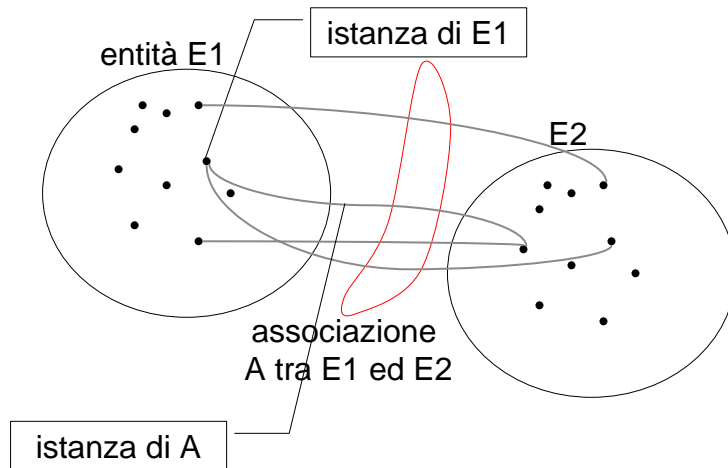 istanza di E1
entità E1
E2
associazione
A tra E1 ed E2
istanza di A